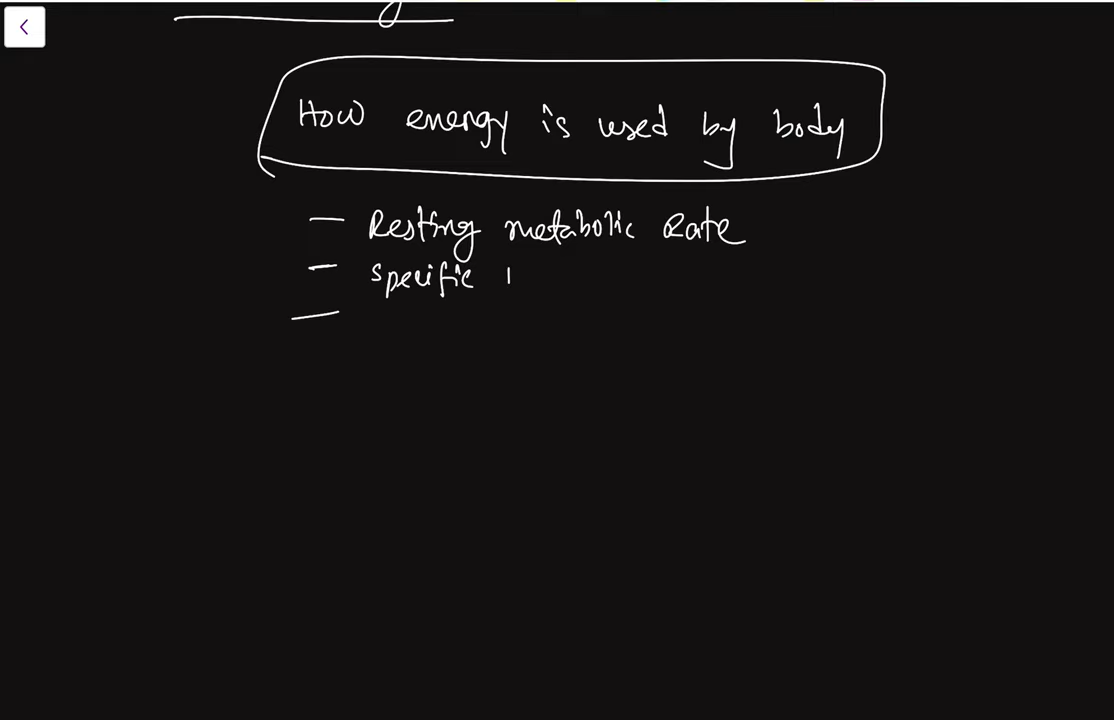 How energy is used by body
— Resting metabolic Rate
— specific
—